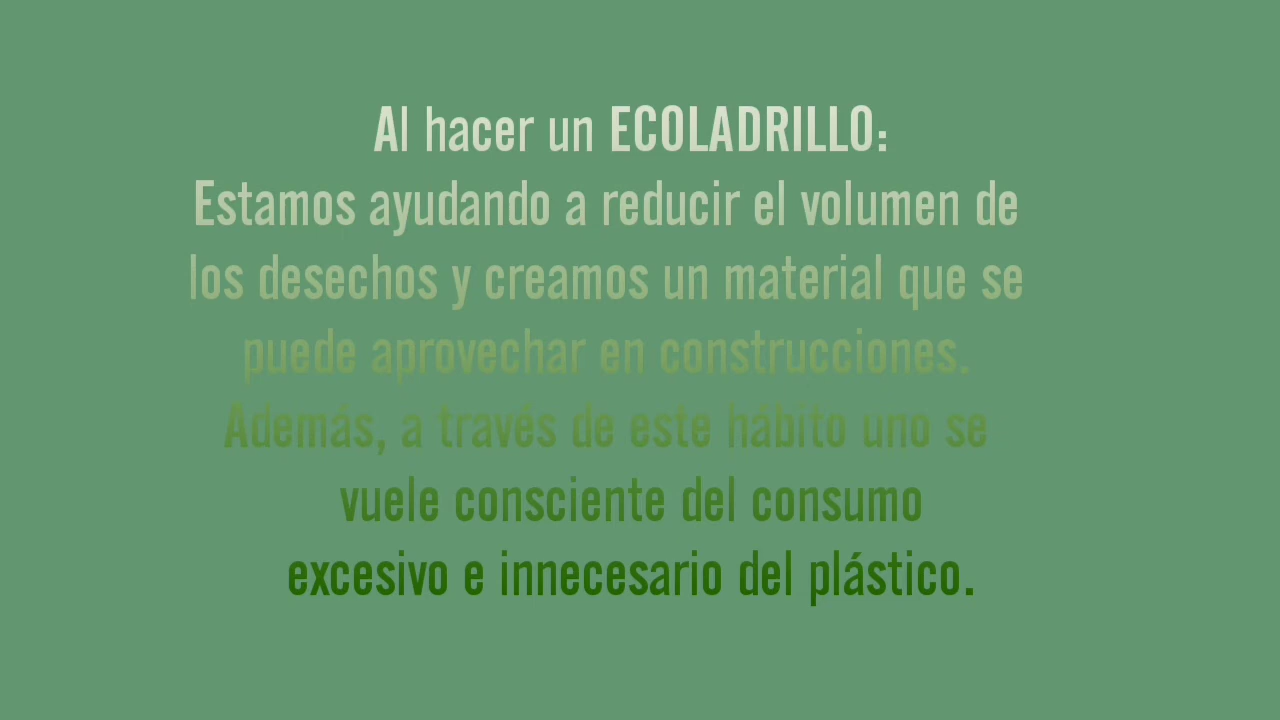 Al hacer un ECOLADRILLO:
Estamos ayudando a reducir el volumen de
los desechos y creamos un material que se
puede aprovechar en construcciones.
Además, a través de este hábito uno se
vuele consciente del consumo
excesivo e innecesario del plástico.